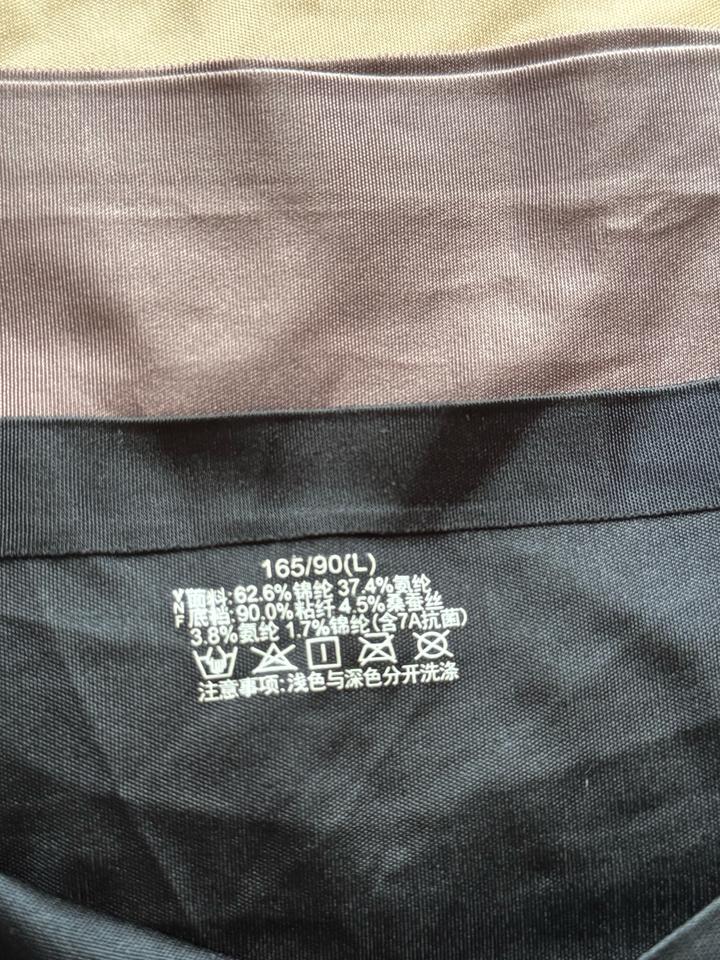 165/90(L)
YNF
面料:62.6%锦纶 37.4%氨纶
底档:90.0%粘纤 4.5%桑蚕丝
3.8%氨纶 1.7%锦纶(含7A抗菌)
注意事项:浅色与深色分开洗涤